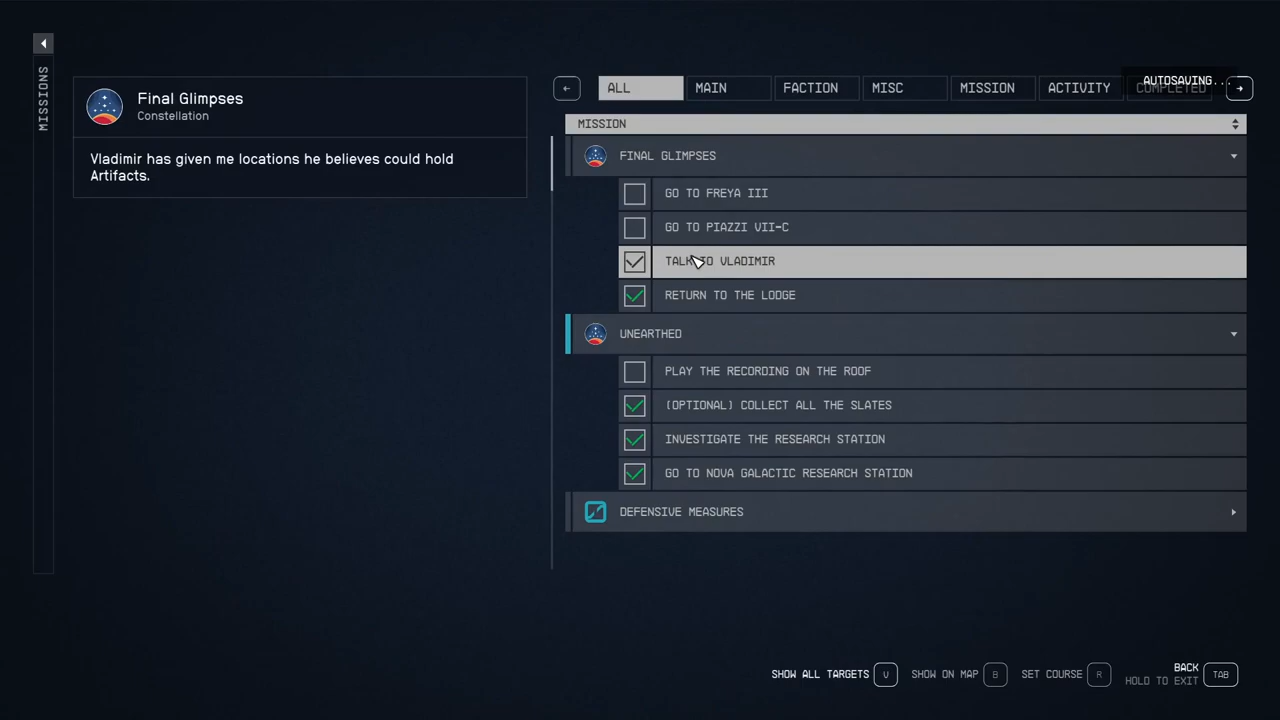 MISSIONS
Final Glimpses
Constellation
Vladimir has given me locations he believes could hold
Artifacts.
ALL
MAIN
FACTION
MISC
MISSION
ACTIVITY
COMPLETED
AUTOSAVING...
MISSION
FINAL GLIMPSES
GO TO FREYA III
GO TO PIAZZI VII-C
TALK TO VLADIMIR
RETURN TO THE LODGE
UNEARTHED
PLAY THE RECORDING ON THE ROOF
(OPTIONAL) COLLECT ALL THE SLATES
INVESTIGATE THE RESEARCH STATION
GO TO NOVA GALACTIC RESEARCH STATION
DEFENSIVE MEASURES
SHOW ALL TARGETS V
SHOW ON MAP B
SET COURSE R
BACK
HOLD TO EXIT
TAB